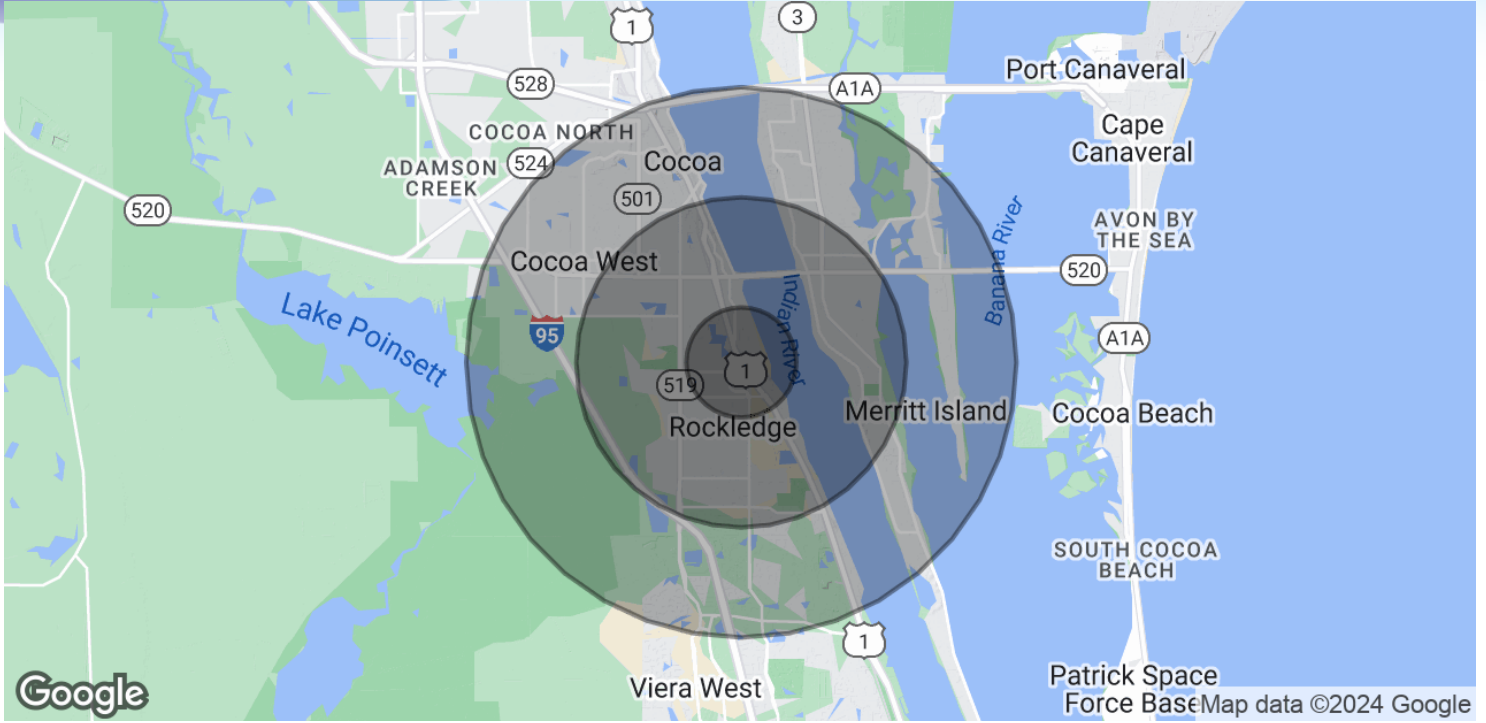 1
3
528
A1A
Port Canaveral
COCOA NORTH
Cape
Canaveral
524
Cocoa
ADAMSON
CREEK
501
520
AVON BY
THE SEA
Banana River
Cocoa West
520
Indian River
Lake Poinsett
95
A1A
1
519
Merritt Island
Cocoa Beach
Rockledge
SOUTH COCOA
BEACH
1
Viera West
Patrick Space
Force Base
Google
Map data ©2024 Google